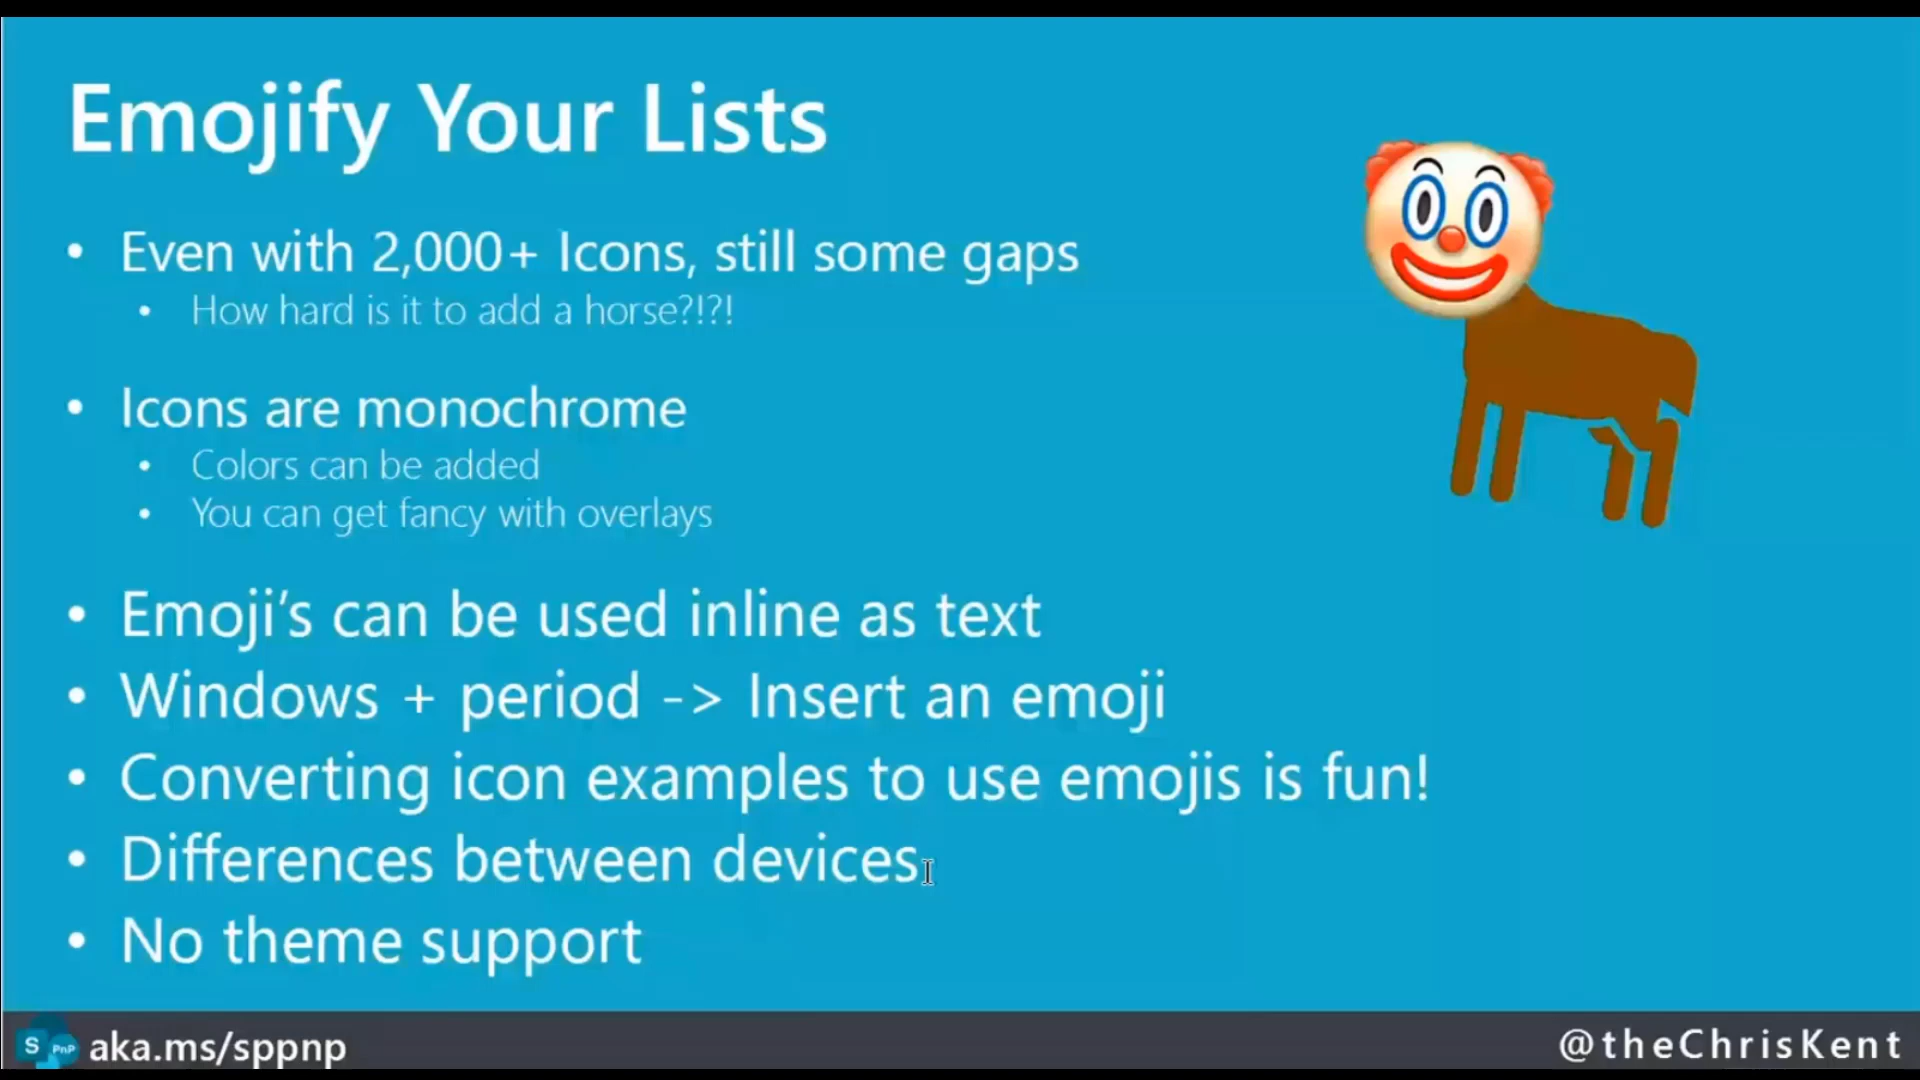 Emojify Your Lists
• Even with 2,000+ Icons, still some gaps
• How hard is it to add a horse?!?!
• Icons are monochrome
• Colors can be added
• You can get fancy with overlays
• Emoji’s can be used inline as text
• Windows + period -> Insert an emoji
• Converting icon examples to use emojis is fun!
• Differences between devices
• No theme support
S PnP aka.ms/sppnp
@theChrisKent